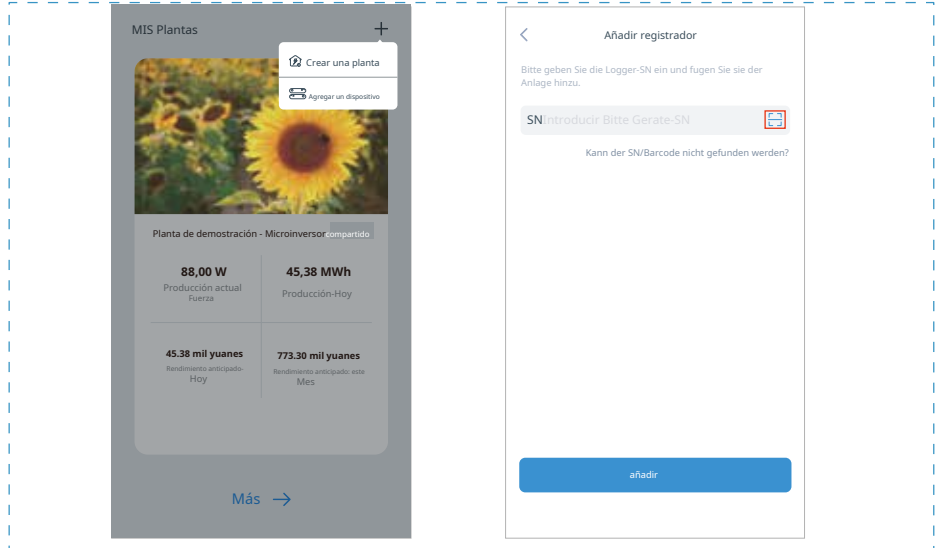 MIS Plantas
Crear una planta
Agregar un dispositivo
Planta de demostración - Microinversor compartido
88,00 W
Producción actual
Fuerza
45,38 MWh
Producción-Hoy
45.38 mil yuanes
Rendimiento anticipado-
Hoy
773.30 mil yuanes
Rendimiento anticipado: este
Mes
Más
Añadir registrador
Bitte geben Sie die Logger-SN ein und fugen Sie sie der
Anlage hinzu.
SN Introducir Bitte Gerate-SN
Kann der SN/Barcode nicht gefunden werden?
añadir